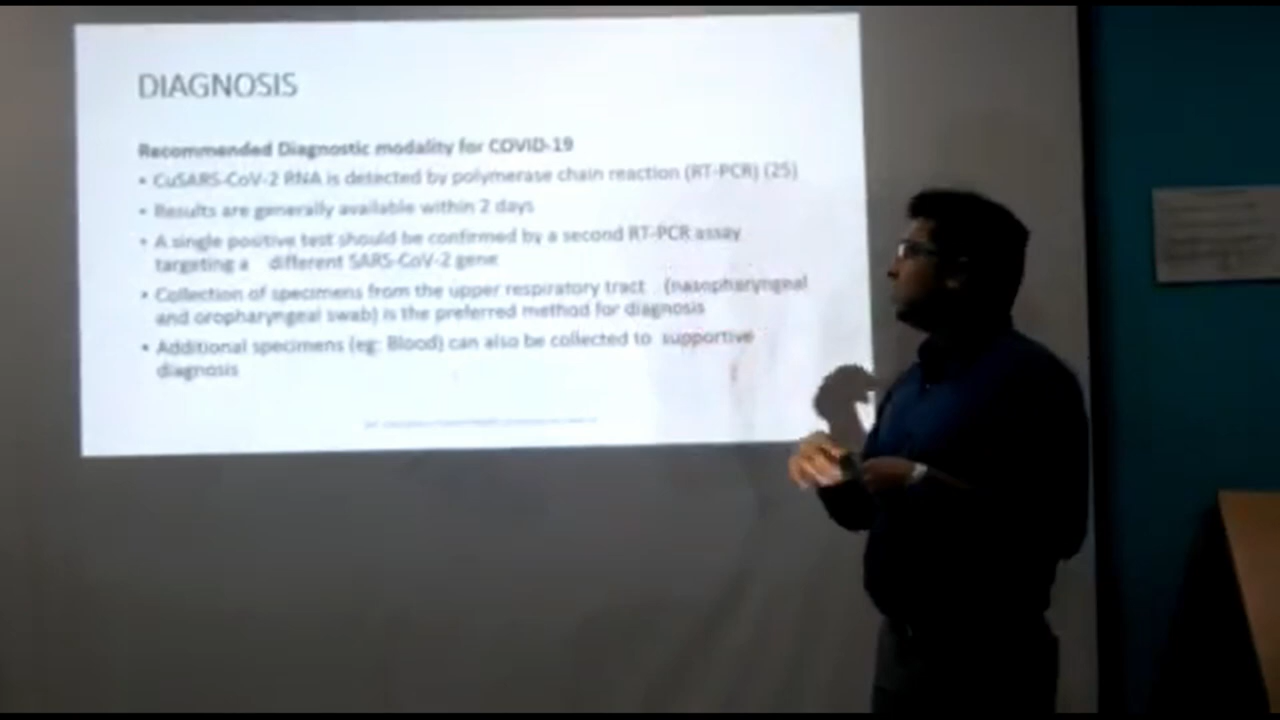 DIAGNOSIS
Recommended Diagnostic modality for COVID-19
• CuSARS-CoV-2 RNA is detected by polymerase chain reaction (RT-PCR) (25)
• Results are generally available within 2 days
• A single positive test should be confirmed by a second RT-PCR assay
targeting a different SARS-CoV-2 gene
• Collection of specimens from the upper respiratory tract (nasopharyngeal
and oropharyngeal swab) is the preferred method for diagnosis
• Additional specimens (eg: Blood) can also be collected to supportive
diagnosis